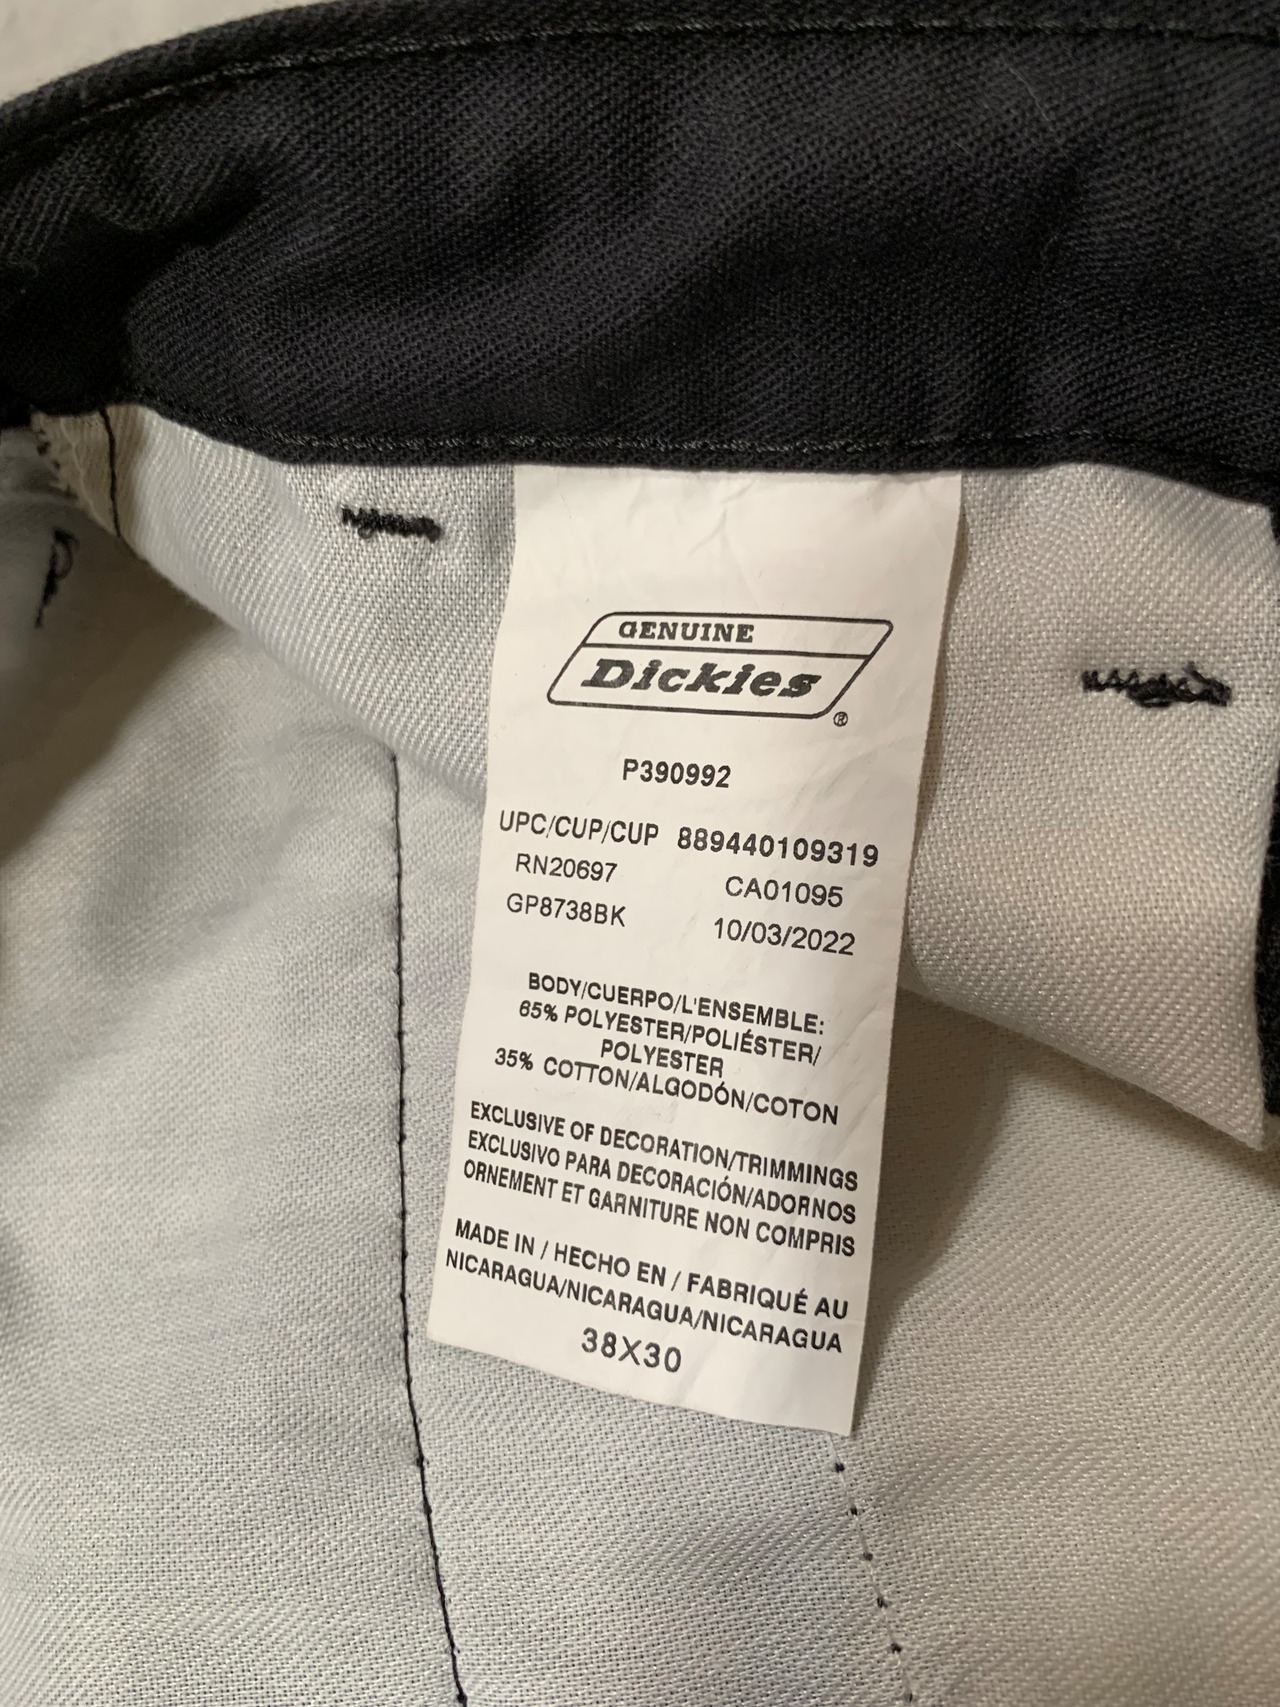 GENUINE
Dickies
®
P390992
UPC/CUP/CUP 889440109319
RN20697 CA01095
GP8738BK 10/03/2022
BODY/CUERPO/L'ENSEMBLE:
65% POLYESTER/POLIÉSTER/
POLYESTER
35% COTTON/ALGODÓN/COTON
EXCLUSIVE OF DECORATION/TRIMMINGS
EXCLUSIVO PARA DECORACIÓN/ADORNOS
ORNEMENT ET GARNITURE NON COMPRIS
MADE IN / HECHO EN / FABRIQUÉ AU
NICARAGUA/NICARAGUA/NICARAGUA
38X30